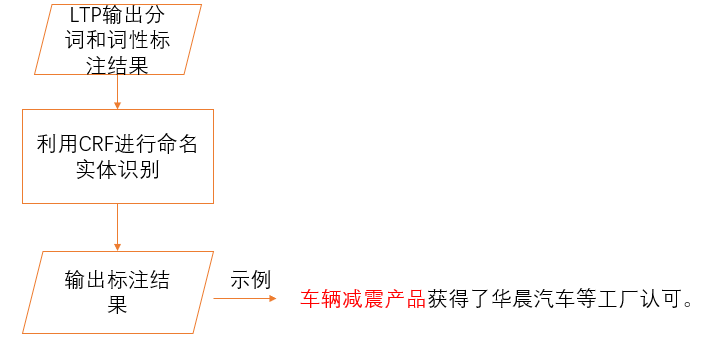 LTP输出分
词和词性标
注结果
利用CRF进行命名
实体识别
输出标注结
果
示例
车辆减震产品获得了华晨汽车等工厂认可。